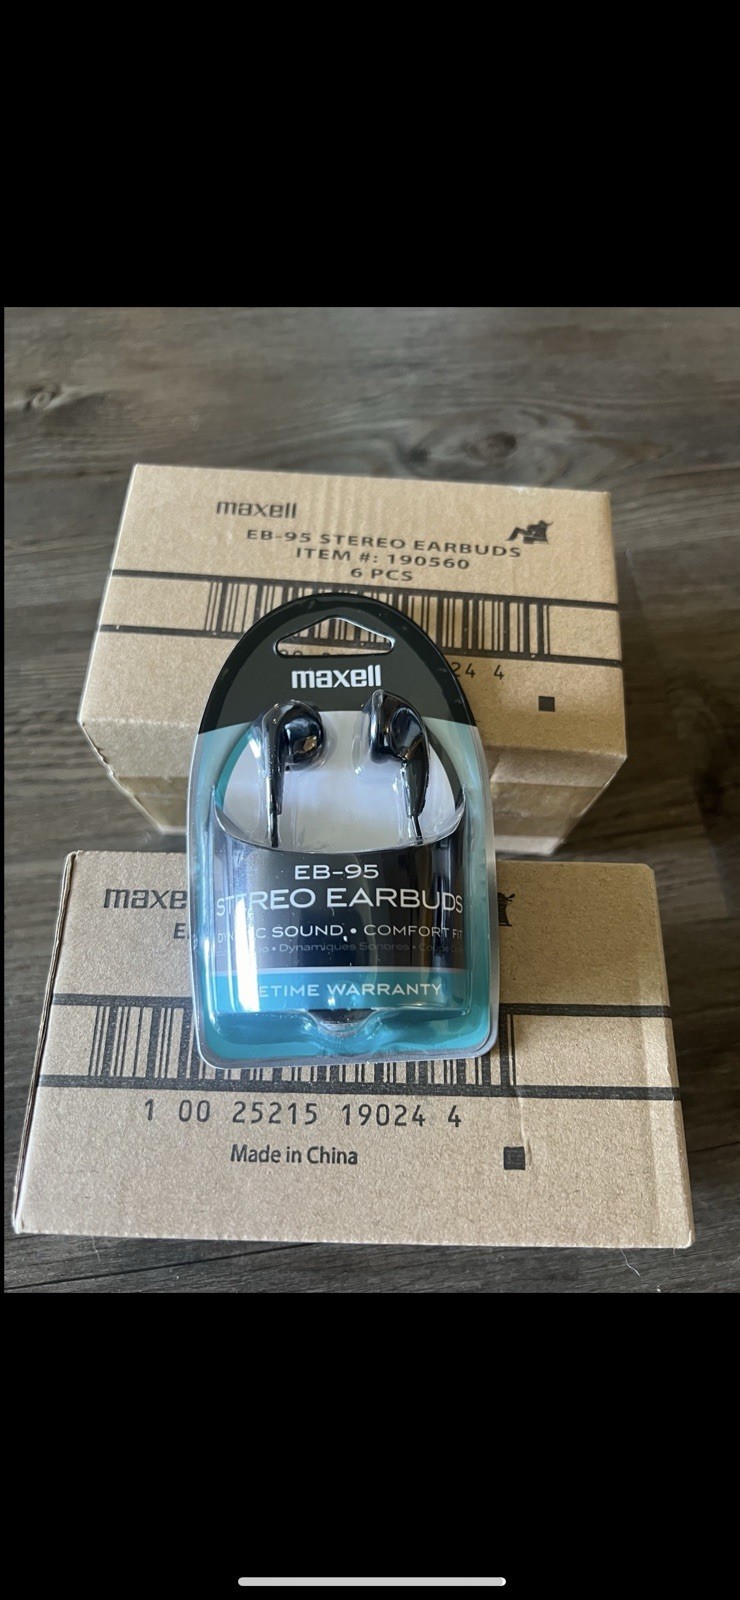 maxell
EB-95 STEREO EARBUDS
ITEM #: 190560
6 PCS
24 4
maxell
EB-95
STEREO EARBUDS
SOUND • COMFORT FIT
• Dynamiques Sonores •
ETIME WARRANTY
maxe
E
1 00 25215 19024 4
Made in China